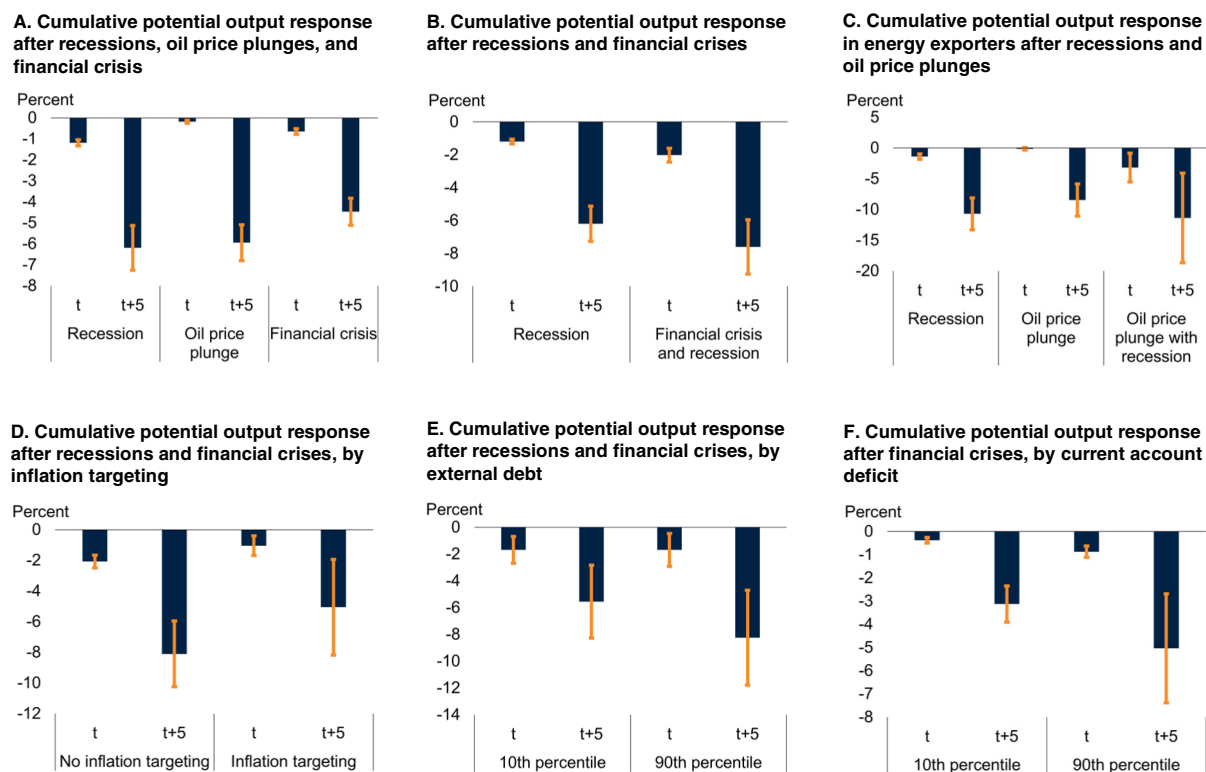 A. Cumulative potential output response
after recessions, oil price plunges, and
financial crisis
Percent
0
-1
-2
-3
-4
-5
-6
-7
-8
t t+5 t t+5 t t+5
Recession Oil price Financial crisis
plunge
B. Cumulative potential output response
after recessions and financial crises
Percent
0
-2
-4
-6
-8
-10
t t+5 t t+5
Recession Financial crisis
and recession
C. Cumulative potential output response
in energy exporters after recessions and
oil price plunges
Percent
5
0
-5
-10
-15
-20
t t+5 t t+5 t t+5
Recession Oil price Oil price
plunge plunge with
recession
D. Cumulative potential output response
after recessions and financial crises, by
inflation targeting
Percent
0
-2
-4
-6
-8
-10
-12
t t+5 t t+5
No inflation targeting Inflation targeting
E. Cumulative potential output response
after recessions and financial crises, by
external debt
Percent
0
-2
-4
-6
-8
-10
-12
-14
t t+5 t t+5
10th percentile 90th percentile
F. Cumulative potential output response
after financial crises, by current account
deficit
Percent
0
-1
-2
-3
-4
-5
-6
-7
-8
t t+5 t t+5
10th percentile 90th percentile